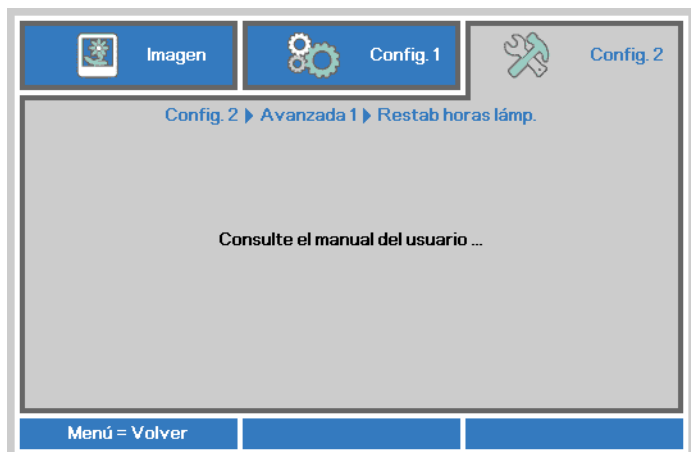 Imagen
Config. 1
Config. 2
Config. 2 ▶ Avanzada 1 ▶ Restab horas lámp.
Consulte el manual del usuario ...
Menú = Volver